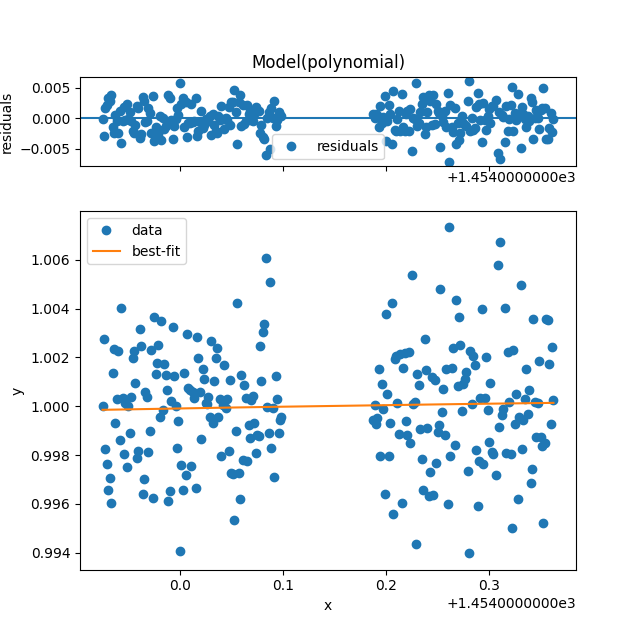 Model(polynomial)
0.005
0.000
−0.005
residuals
residuals
+1.4540000000e3
data
best-fit
1.006
1.004
1.002
1.000
0.998
0.996
0.994
y
0.0 0.1 0.2 0.3
x
+1.4540000000e3